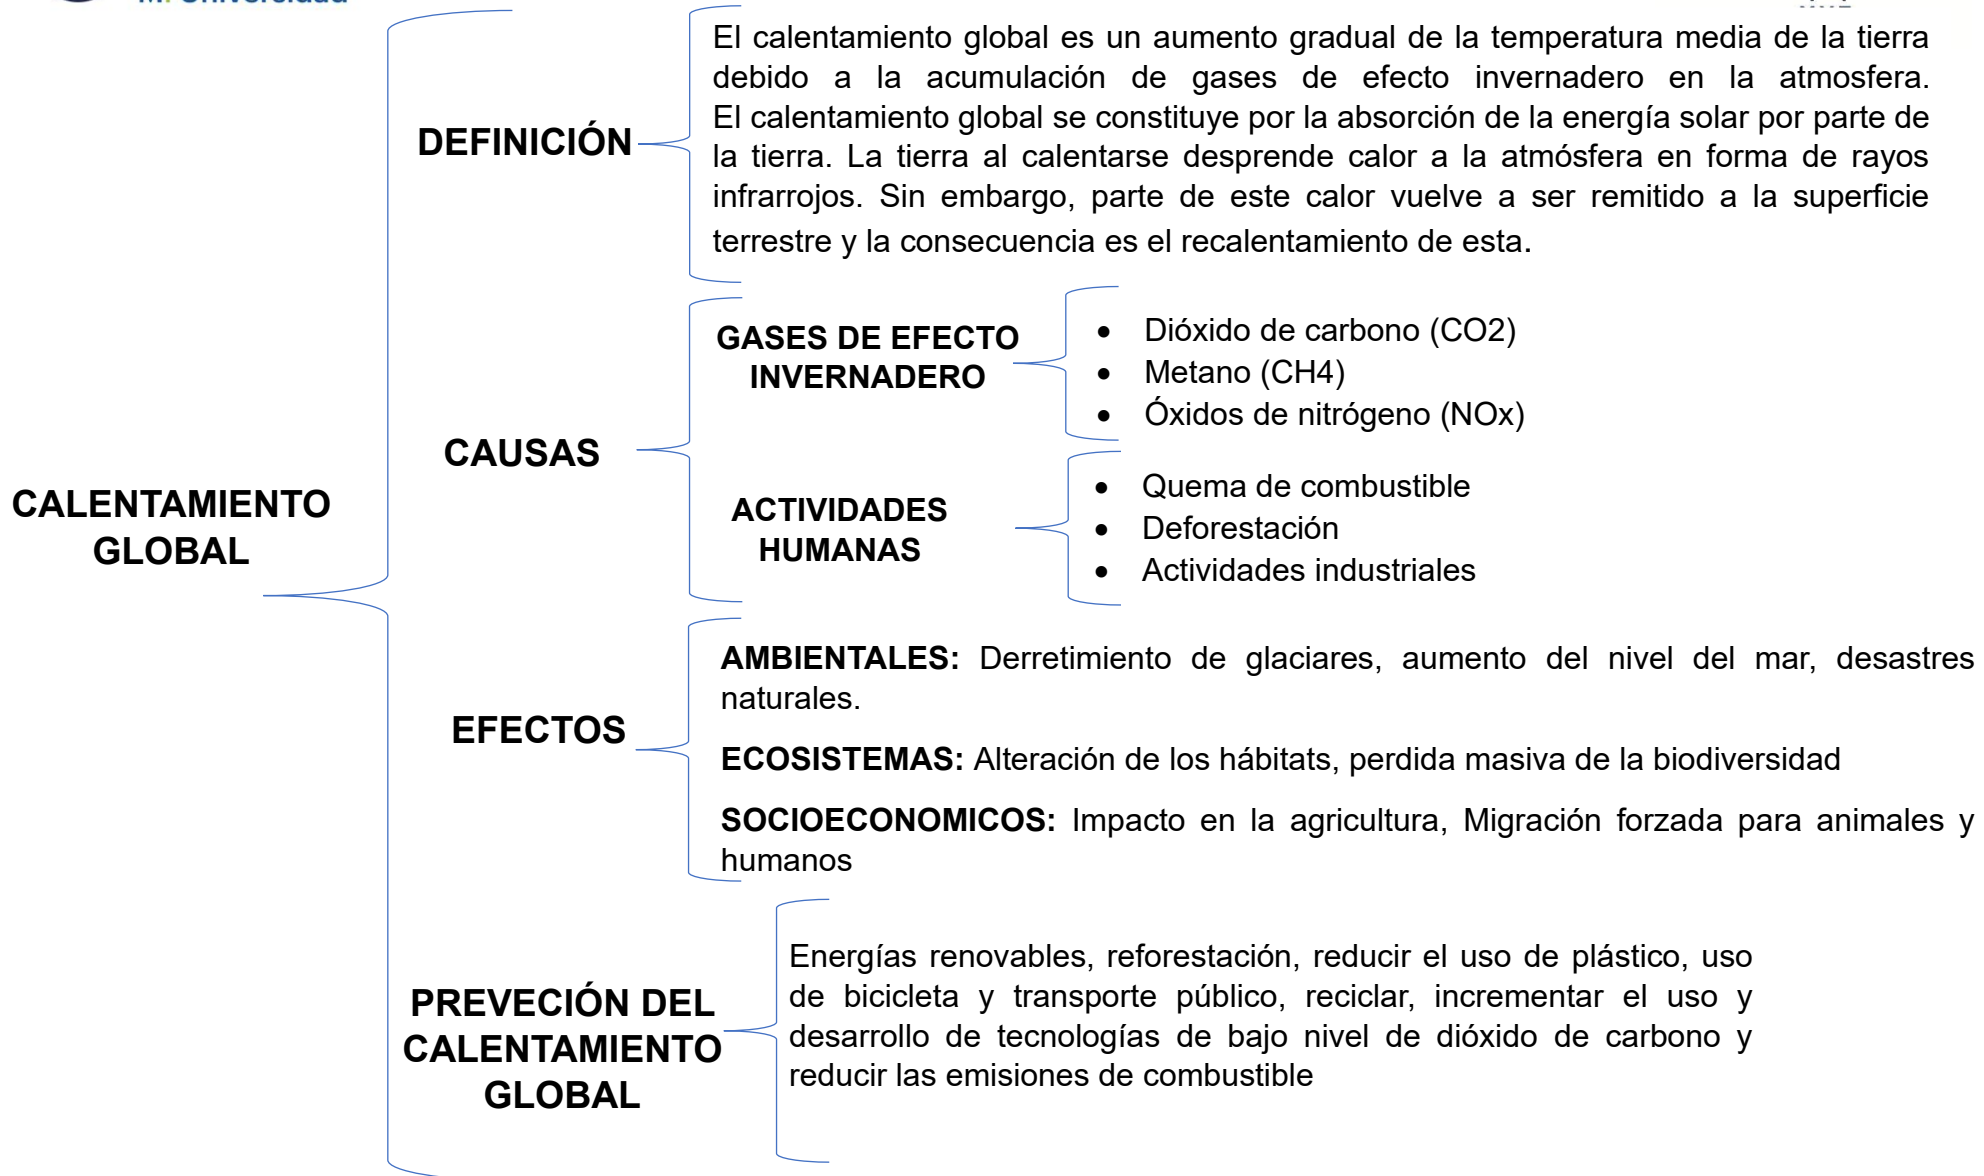 Mi Universidad
El calentamiento global es un aumento gradual de la temperatura media de la tierra
debido a la acumulación de gases de efecto invernadero en la atmosfera.
El calentamiento global se constituye por la absorción de la energía solar por parte de
la tierra. La tierra al calentarse desprende calor a la atmósfera en forma de rayos
infrarrojos. Sin embargo, parte de este calor vuelve a ser remitido a la superficie
terrestre y la consecuencia es el recalentamiento de esta.
DEFINICIÓN
GASES DE EFECTO
INVERNADERO
• Dióxido de carbono (CO2)
• Metano (CH4)
• Óxidos de nitrógeno (NOx)
CAUSAS
ACTIVIDADES
HUMANAS
• Quema de combustible
• Deforestación
• Actividades industriales
CALENTAMIENTO
GLOBAL
AMBIENTALES: Derretimiento de glaciares, aumento del nivel del mar, desastres
naturales.
EFECTOS
ECOSISTEMAS: Alteración de los hábitats, perdida masiva de la biodiversidad
SOCIOECONOMICOS: Impacto en la agricultura, Migración forzada para animales y
humanos
PREVECIÓN DEL
CALENTAMIENTO
GLOBAL
Energías renovables, reforestación, reducir el uso de plástico, uso
de bicicleta y transporte público, reciclar, incrementar el uso y
desarrollo de tecnologías de bajo nivel de dióxido de carbono y
reducir las emisiones de combustible